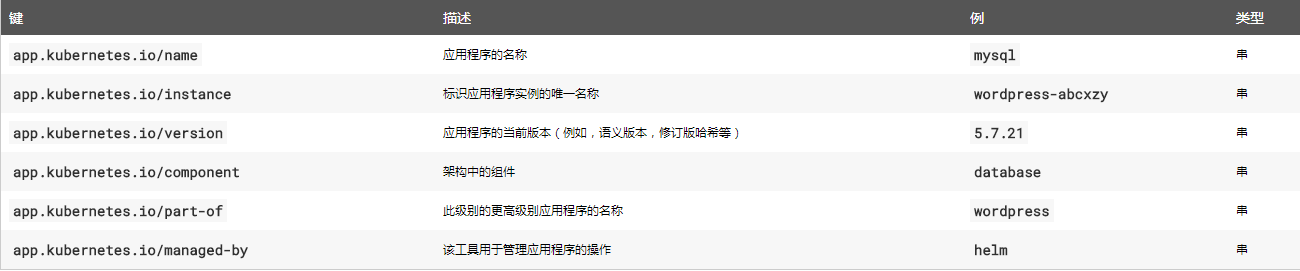 键 描述 例 类型
app.kubernetes.io/name 应用程序的名称 mysql 串
app.kubernetes.io/instance 标识应用程序实例的唯一名称 wordpress-abcxzy 串
app.kubernetes.io/version 应用程序的当前版本（例如，语义版本，修订版哈希等） 5.7.21 串
app.kubernetes.io/component 架构中的组件 database 串
app.kubernetes.io/part-of 此级别的更高级别应用程序的名称 wordpress 串
app.kubernetes.io/managed-by 该工具用于管理应用程序的操作 helm 串